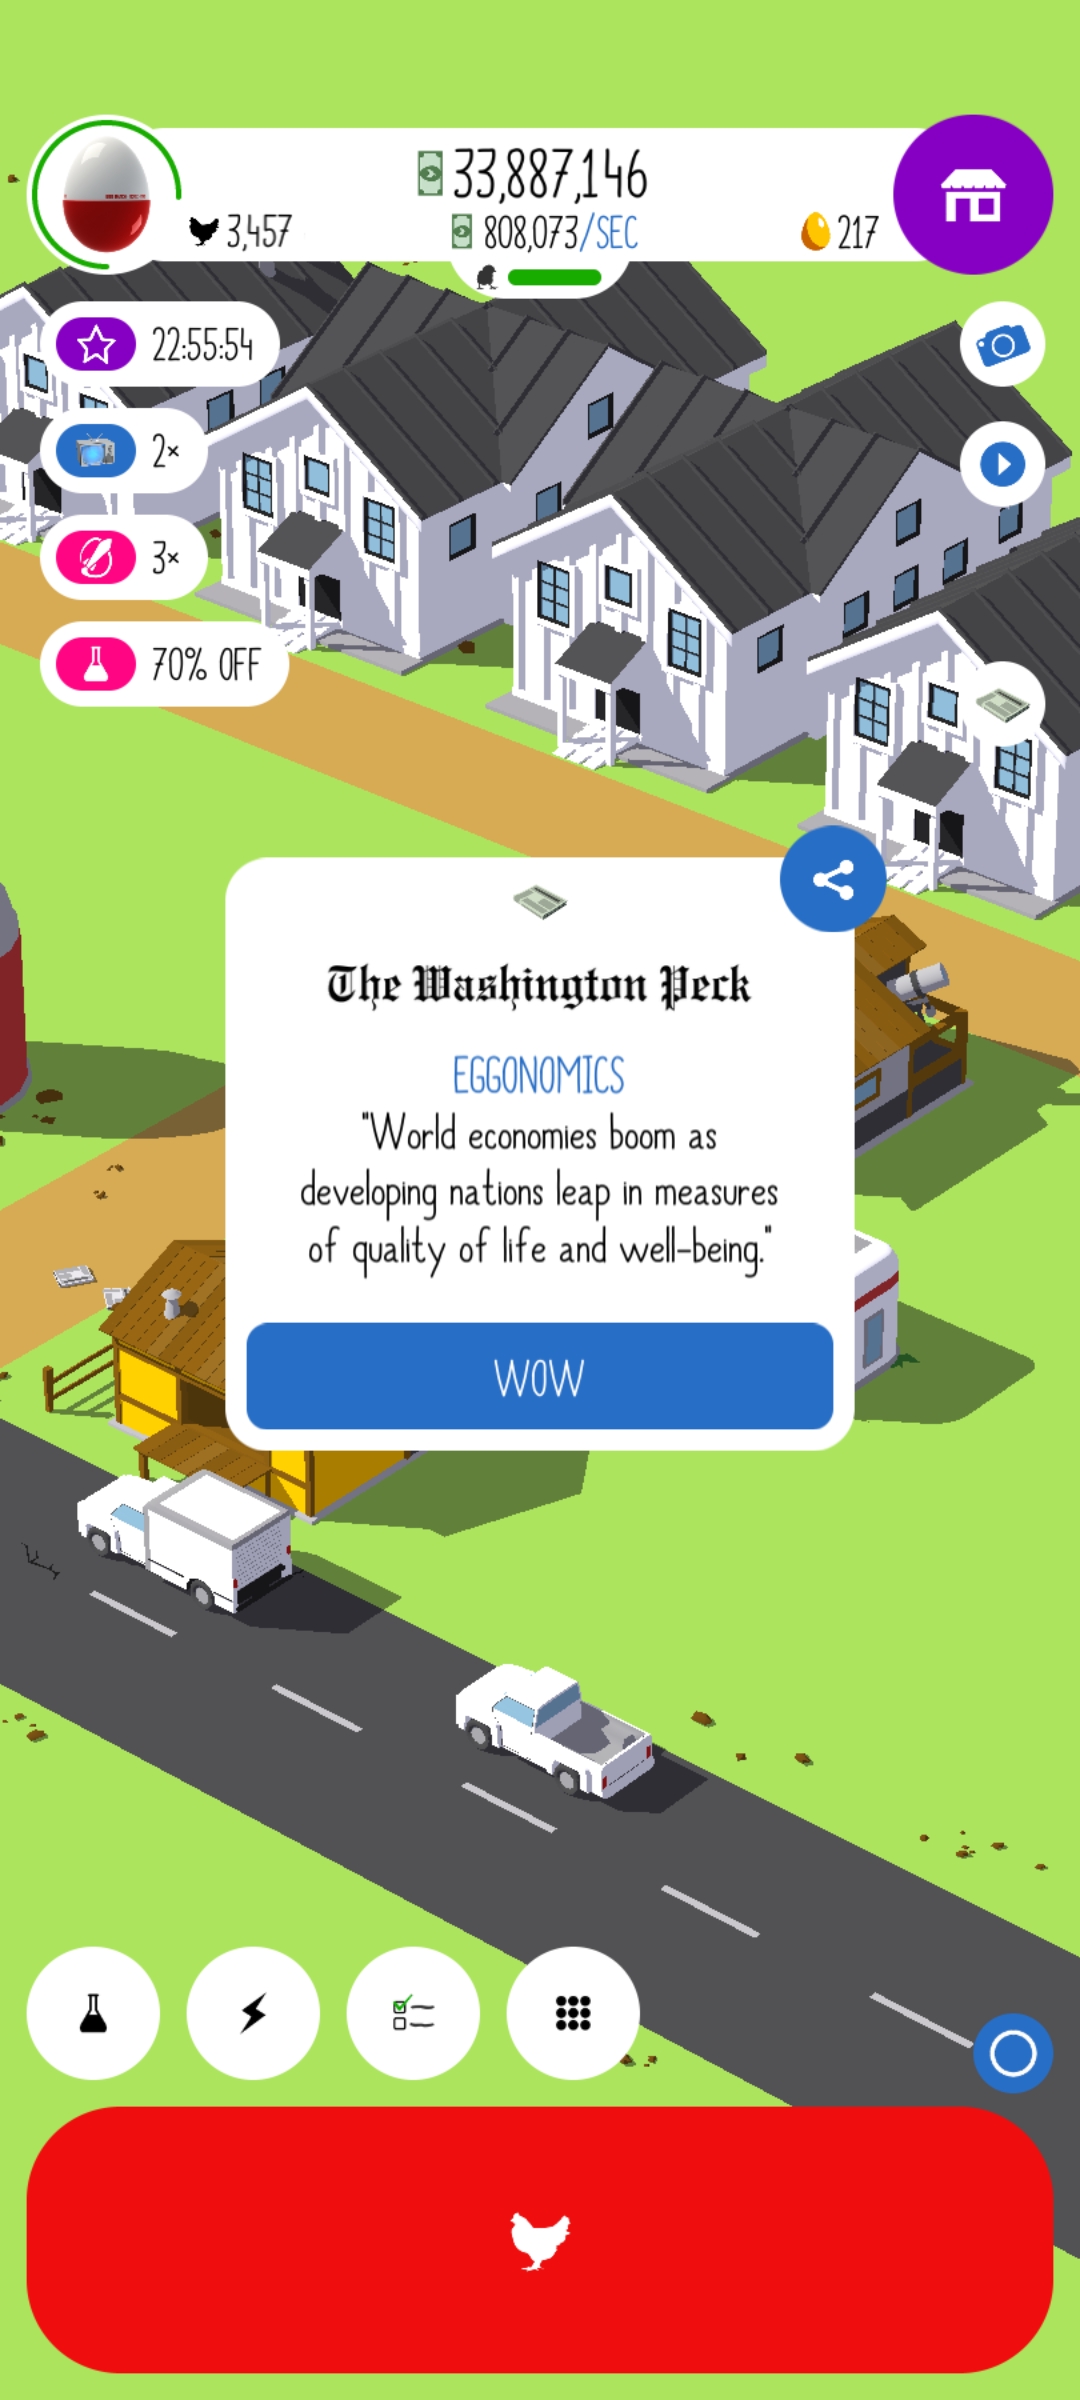 33,887,146
3,457
808,073/SEC
217
22:55:54
2×
3×
70% OFF
The Washington Peck
EGGONOMICS
"World economies boom as
developing nations leap in measures
of quality of life and well-being."
WOW